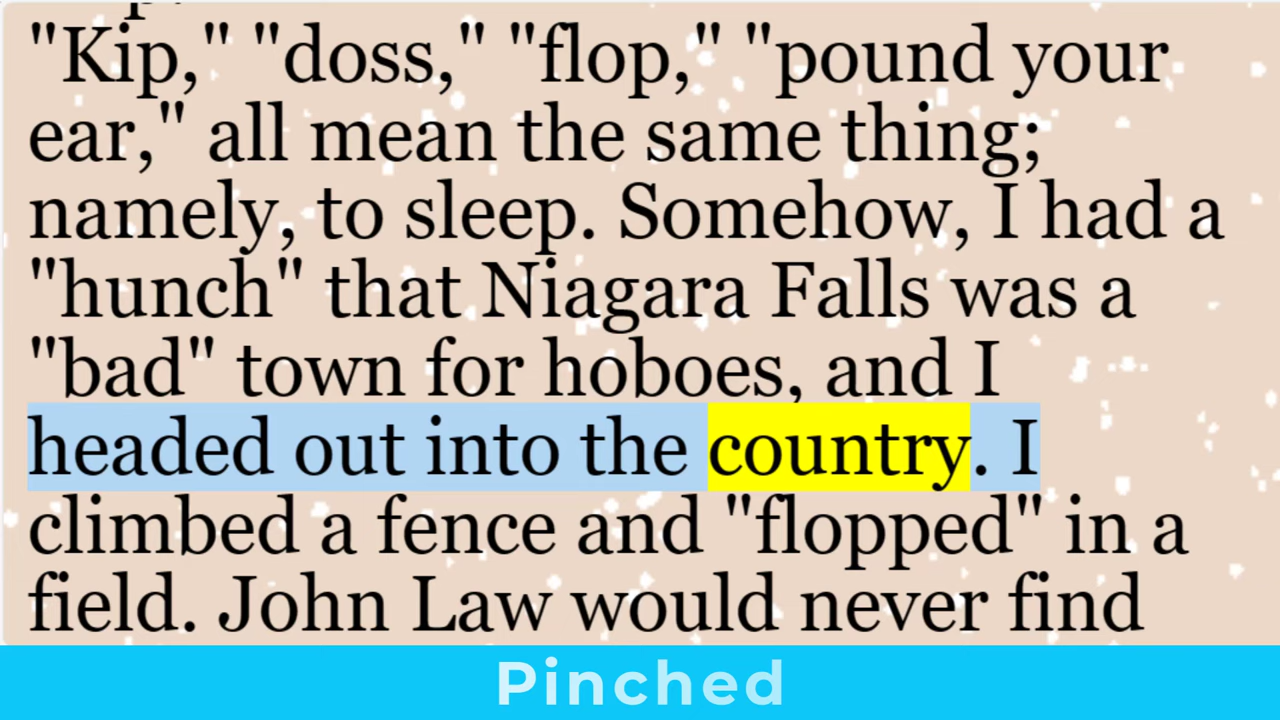 "Kip," "doss," "flop," "pound your
ear," all mean the same thing;
namely, to sleep. Somehow, I had a
"hunch" that Niagara Falls was a
"bad" town for hoboes, and I
headed out into the country. I
climbed a fence and "flopped" in a
field. John Law would never find
Pinched